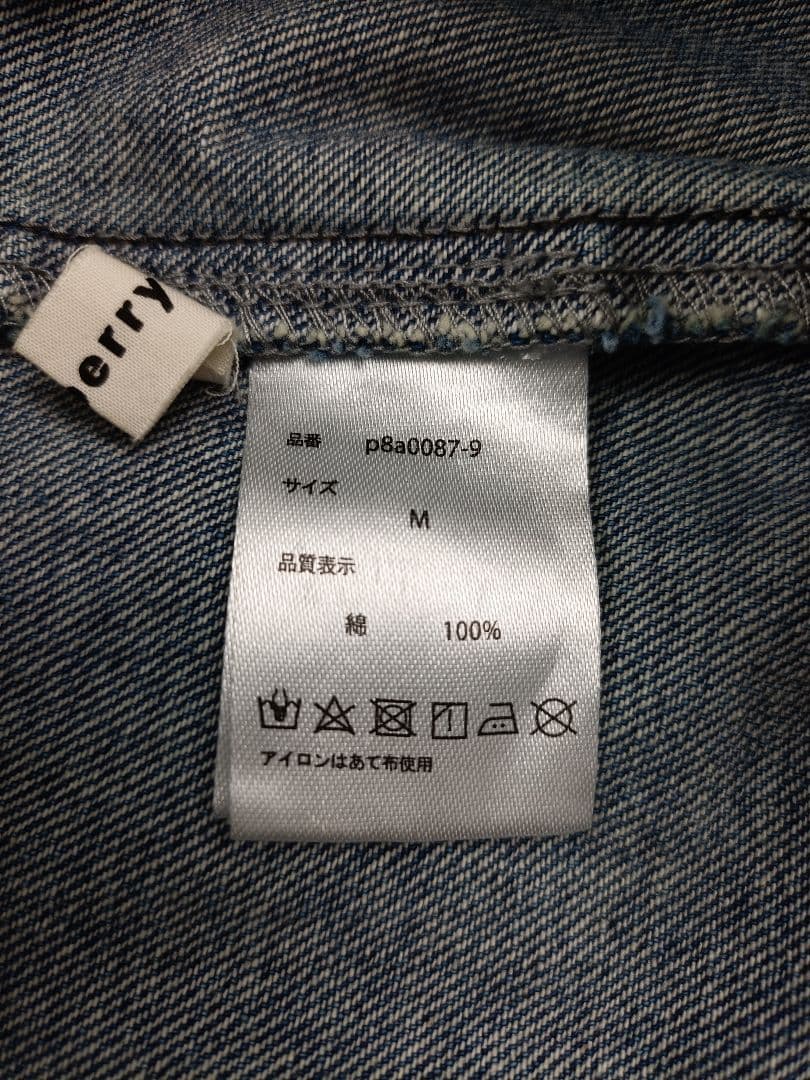 erry
品番 p8a0087-9
サイズ
M
品質表示
綿 100%
アイロンはあて布使用